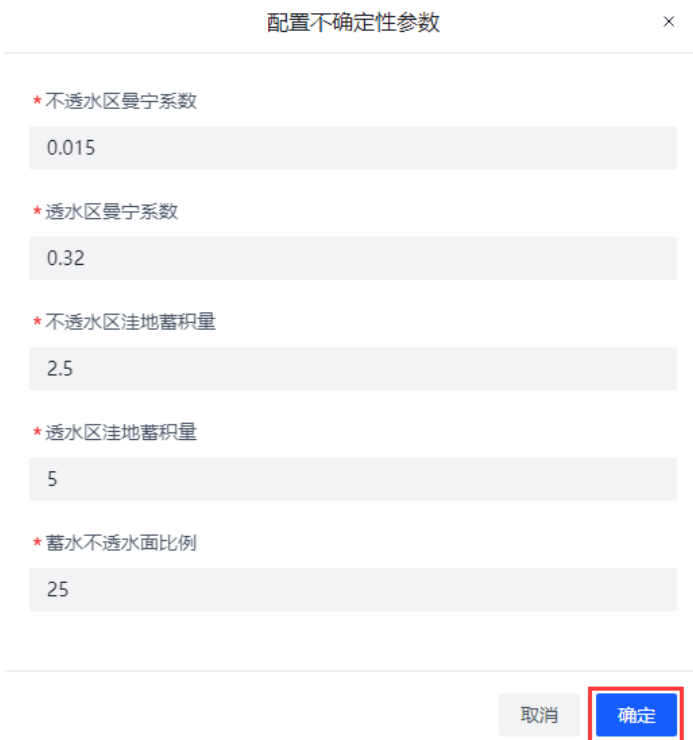 配置不确定性参数
*不透水区曼宁系数
0.015
*透水区曼宁系数
0.32
*不透水区洼地蓄积量
2.5
*透水区洼地蓄积量
5
*蓄水不透水面比例
25
取消 确定